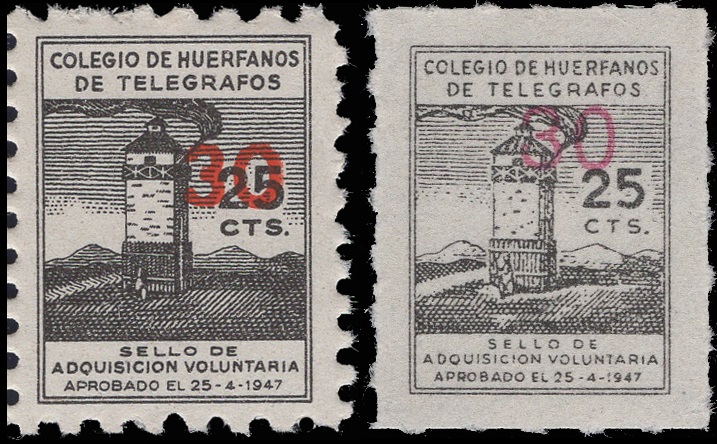 COLEGIO DE HUERFANOS
DE TELEGRAFOS
30
25
CTS.
SELLO DE
ADQUISICION VOLUNTARIA
APROBADO EL 25-4-1947
COLEGIO DE HUERFANOS
DE TELEGRAFOS
30
25
CTS.
SELLO DE
ADQUISICION VOLUNTARIA
APROBADO EL 25-4-1947